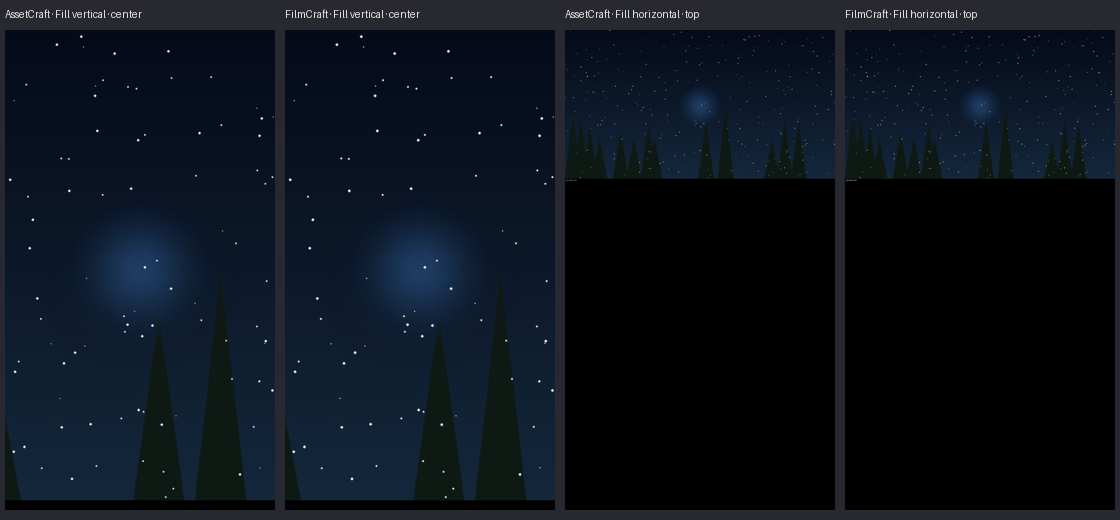 AssetCraft · Fill vertical · center
FilmCraft · Fill vertical · center
AssetCraft · Fill horizontal · top
FilmCraft · Fill horizontal · top